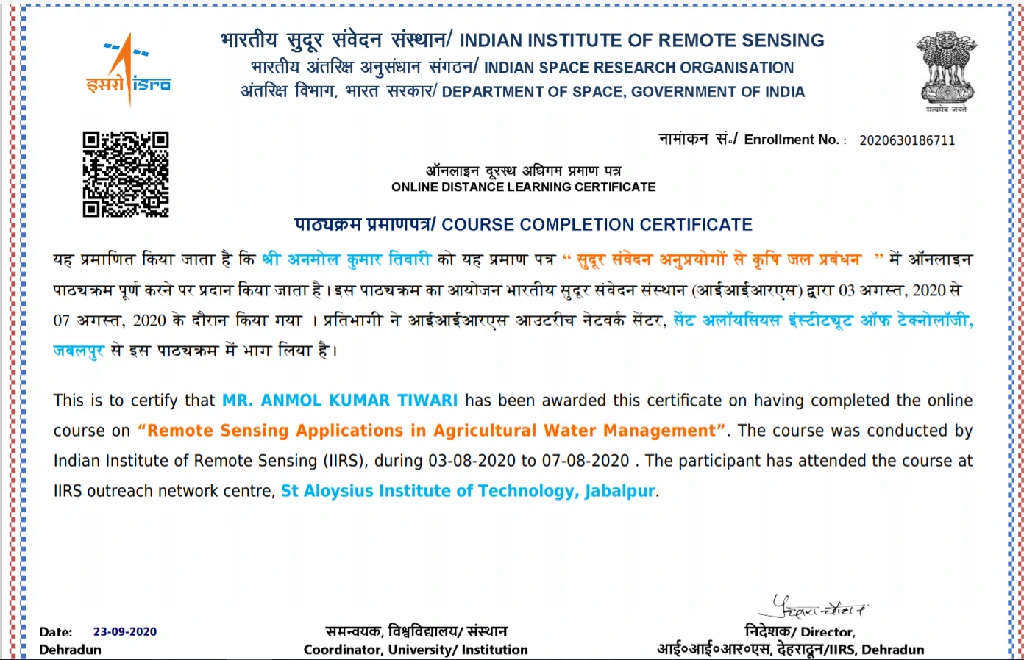 भारतीय सुदूर संवेदन संस्थान/ INDIAN INSTITUTE OF REMOTE SENSING
भारतीय अंतरिक्ष अनुसंधान संगठन/ INDIAN SPACE RESEARCH ORGANISATION
अंतरिक्ष विभाग, भारत सरकार/ DEPARTMENT OF SPACE, GOVERNMENT OF INDIA
इसरो isro
सत्यमेव जयते
नामांकन सं॰/ Enrollment No. : 2020630186711
ऑनलाइन दूरस्थ अधिगम प्रमाण पत्र
ONLINE DISTANCE LEARNING CERTIFICATE
पाठ्यक्रम प्रमाणपत्र/ COURSE COMPLETION CERTIFICATE
यह प्रमाणित किया जाता है कि श्री अनमोल कुमार तिवारी को यह प्रमाण पत्र “ सुदूर संवेदन अनुप्रयोगों से कृषि जल प्रबंधन ” में ऑनलाइन
पाठ्यक्रम पूर्ण करने पर प्रदान किया जाता है। इस पाठ्यक्रम का आयोजन भारतीय सुदूर संवेदन संस्थान (आईआईआरएस) द्वारा 03 अगस्त, 2020 से
07 अगस्त, 2020 के दौरान किया गया । प्रतिभागी ने आईआईआरएस आउटरीच नेटवर्क सेंटर, सेंट अलॉयसियस इंस्टीट्यूट ऑफ टेक्नोलॉजी,
जबलपुर से इस पाठ्यक्रम में भाग लिया है।
This is to certify that MR. ANMOL KUMAR TIWARI has been awarded this certificate on having completed the online
course on “Remote Sensing Applications in Agricultural Water Management”. The course was conducted by
Indian Institute of Remote Sensing (IIRS), during 03-08-2020 to 07-08-2020 . The participant has attended the course at
IIRS outreach network centre, St Aloysius Institute of Technology, Jabalpur.
Date: 23-09-2020
Dehradun
समन्वयक, विश्वविद्यालय/ संस्थान
Coordinator, University/ Institution
निदेशक/ Director,
आई॰आई॰आर॰एस, देहरादून/IIRS, Dehradun